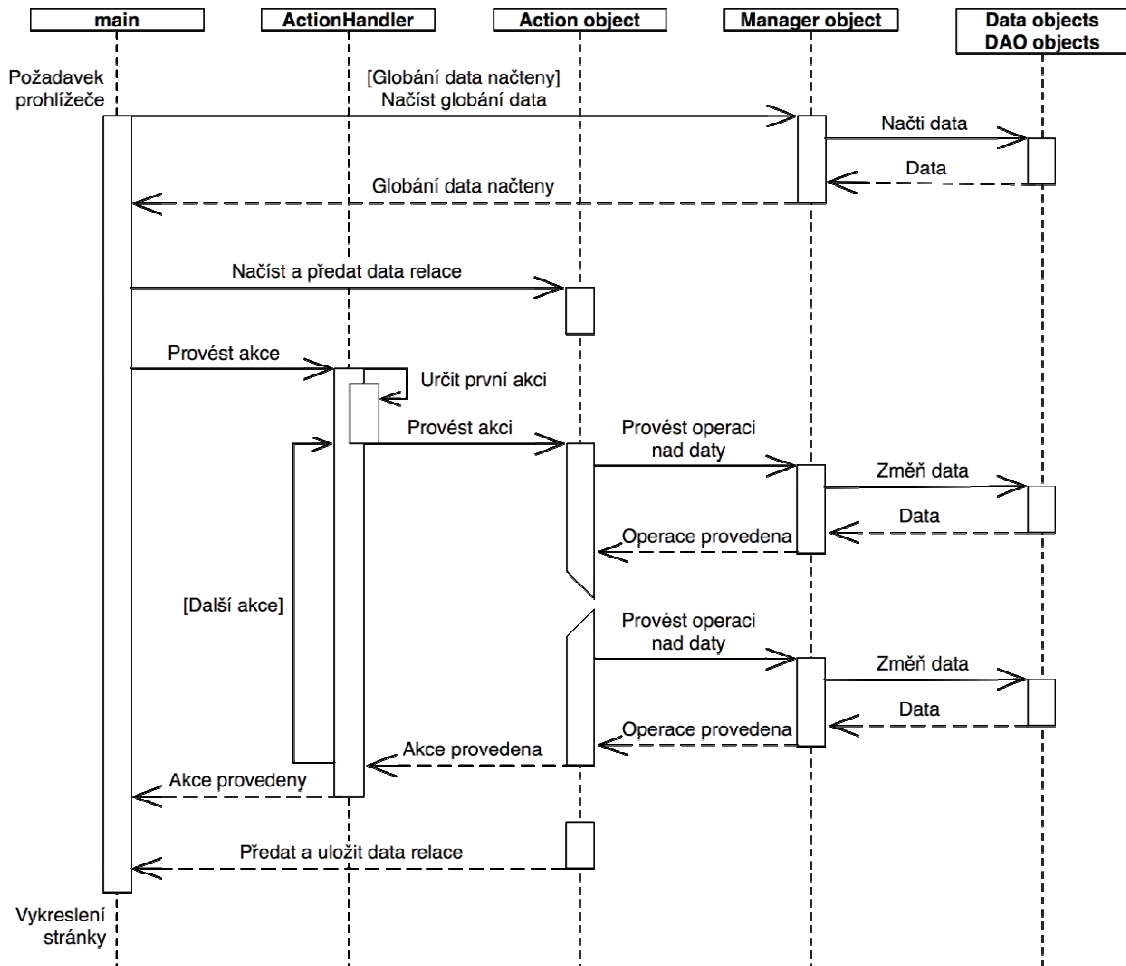 main
ActionHandler
Action object
Manager object
Data objects
DAO objects
Požadavek
prohlížeče
[Globání data načteny]
Načíst globání data
Načti data
Data
Globání data načteny
Načíst a předat data relace
Provést akce
Určit první akci
Provést akci
Provést operaci
nad daty
Změň data
Data
Operace provedena
[Další akce]
Provést operaci
nad daty
Změň data
Data
Operace provedena
Akce provedena
Akce provedeny
Předat a uložit data relace
Vykreslení
stránky